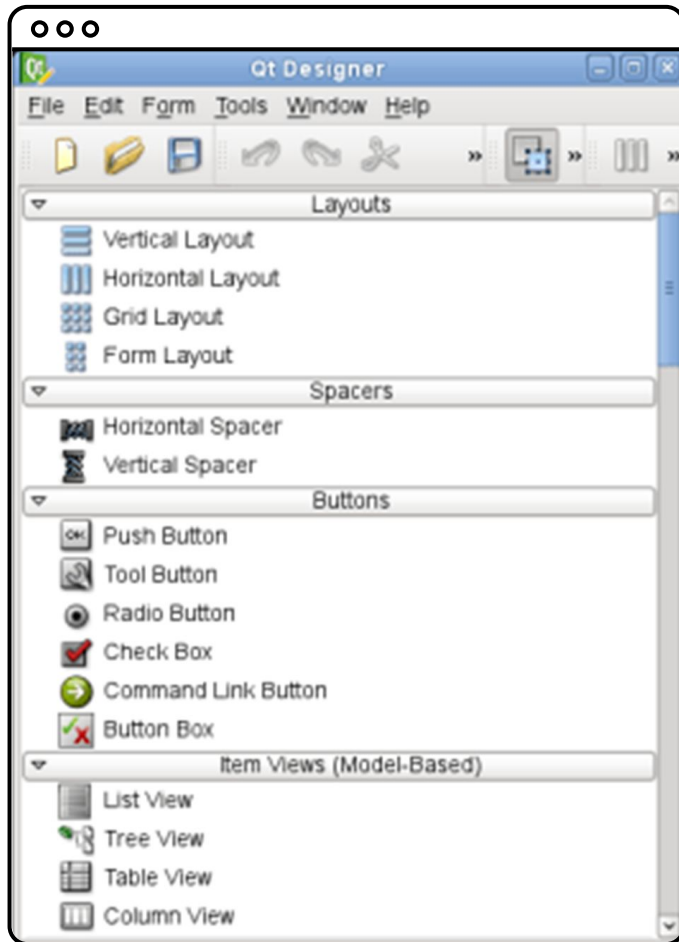 Qt Qt Designer
File Edit Form Tools Window Help
Layouts
Vertical Layout
Horizontal Layout
Grid Layout
Form Layout
Spacers
Horizontal Spacer
Vertical Spacer
Buttons
OK Push Button
Tool Button
Radio Button
Check Box
Command Link Button
Button Box
Item Views (Model-Based)
List View
Tree View
Table View
Column View